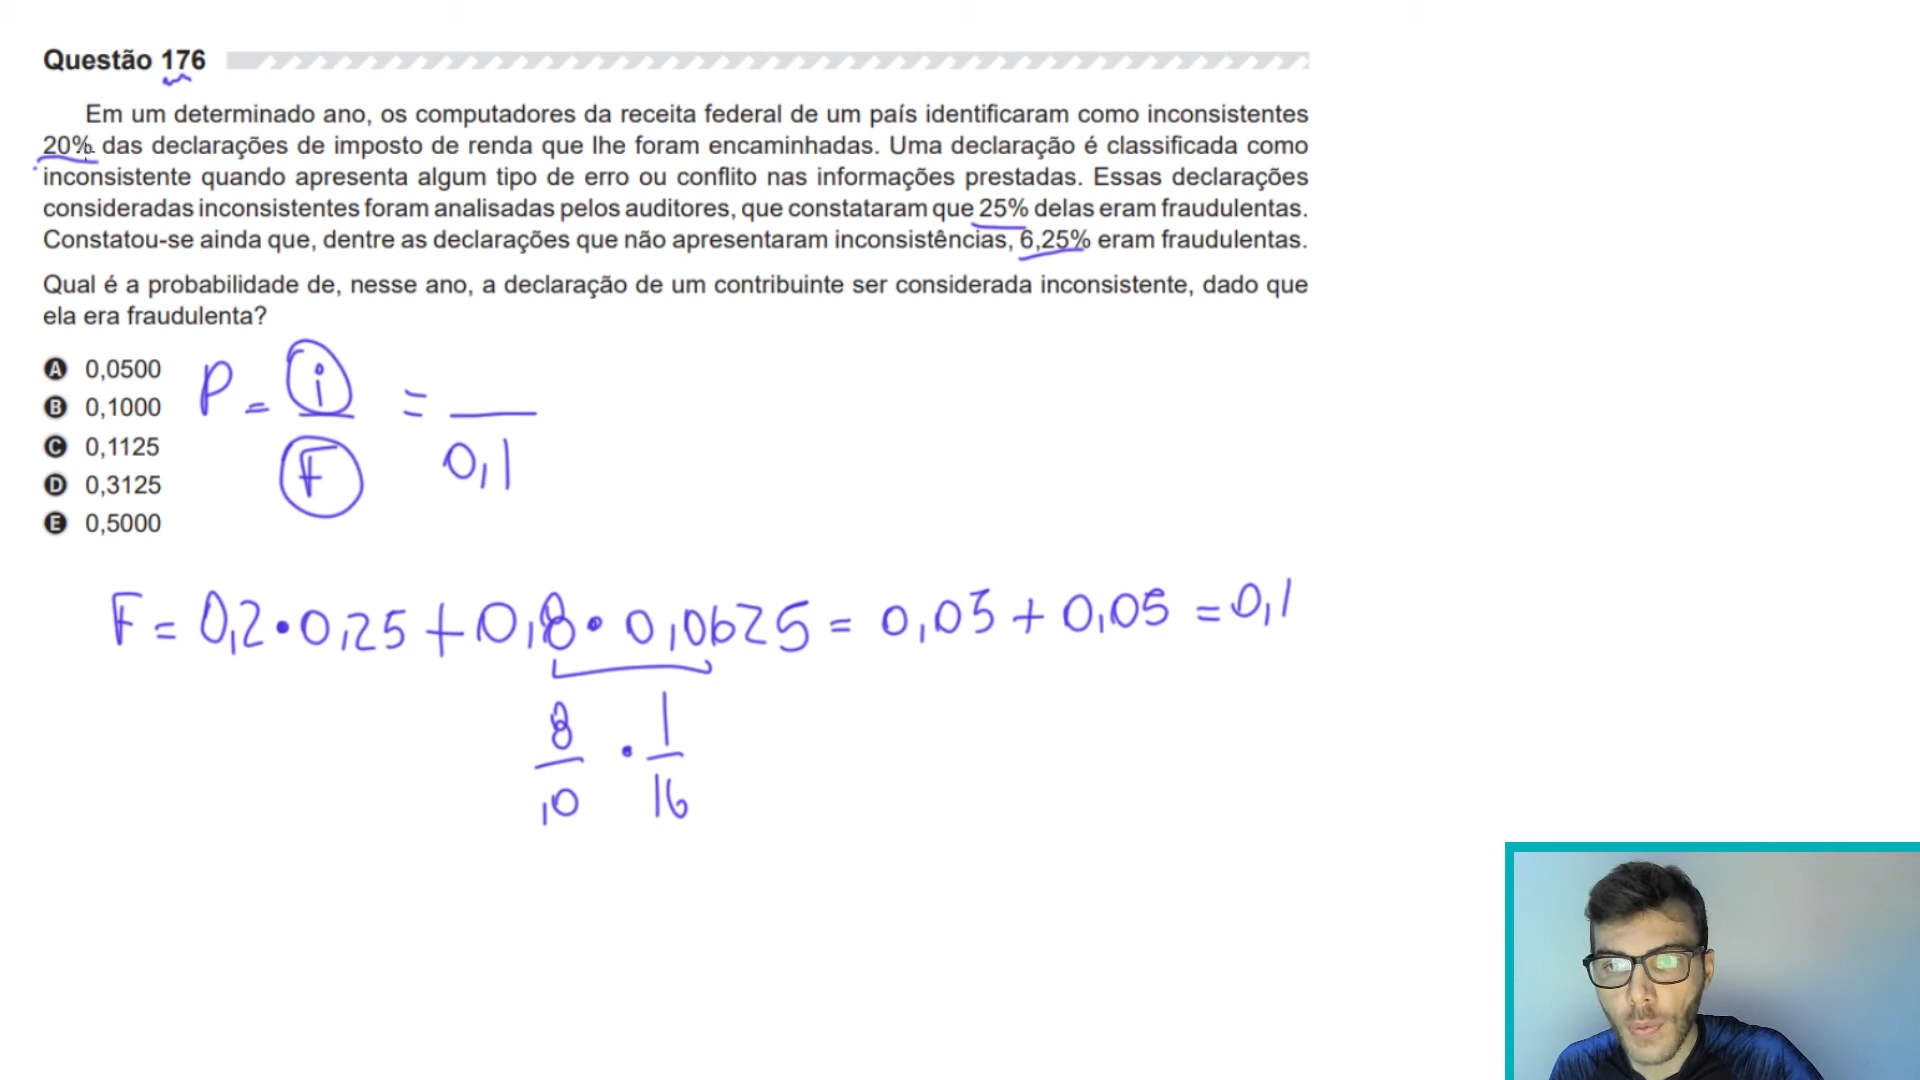 Questão 176
Em um determinado ano, os computadores da receita federal de um país identificaram como inconsistentes
20% das declarações de imposto de renda que lhe foram encaminhadas. Uma declaração é classificada como
inconsistente quando apresenta algum tipo de erro ou conflito nas informações prestadas. Essas declarações
consideradas inconsistentes foram analisadas pelos auditores, que constataram que 25% delas eram fraudulentas.
Constatou-se ainda que, dentre as declarações que não apresentaram inconsistências, 6,25% eram fraudulentas.
Qual é a probabilidade de, nesse ano, a declaração de um contribuinte ser considerada inconsistente, dado que
ela era fraudulenta?
A 0,0500
B 0,1000
C 0,1125
D 0,3125
E 0,5000
P = i / F = / 0,1
F = 0,2 • 0,25 + 0,8 • 0,0625 = 0,05 + 0,05 = 0,1
8/10 • 1/16